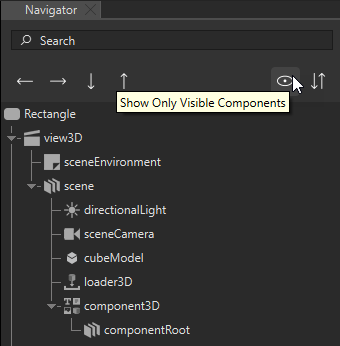 Navigator
Search
Show Only Visible Components
Rectangle
view3D
sceneEnvironment
scene
directionalLight
sceneCamera
cubeModel
loader3D
component3D
componentRoot